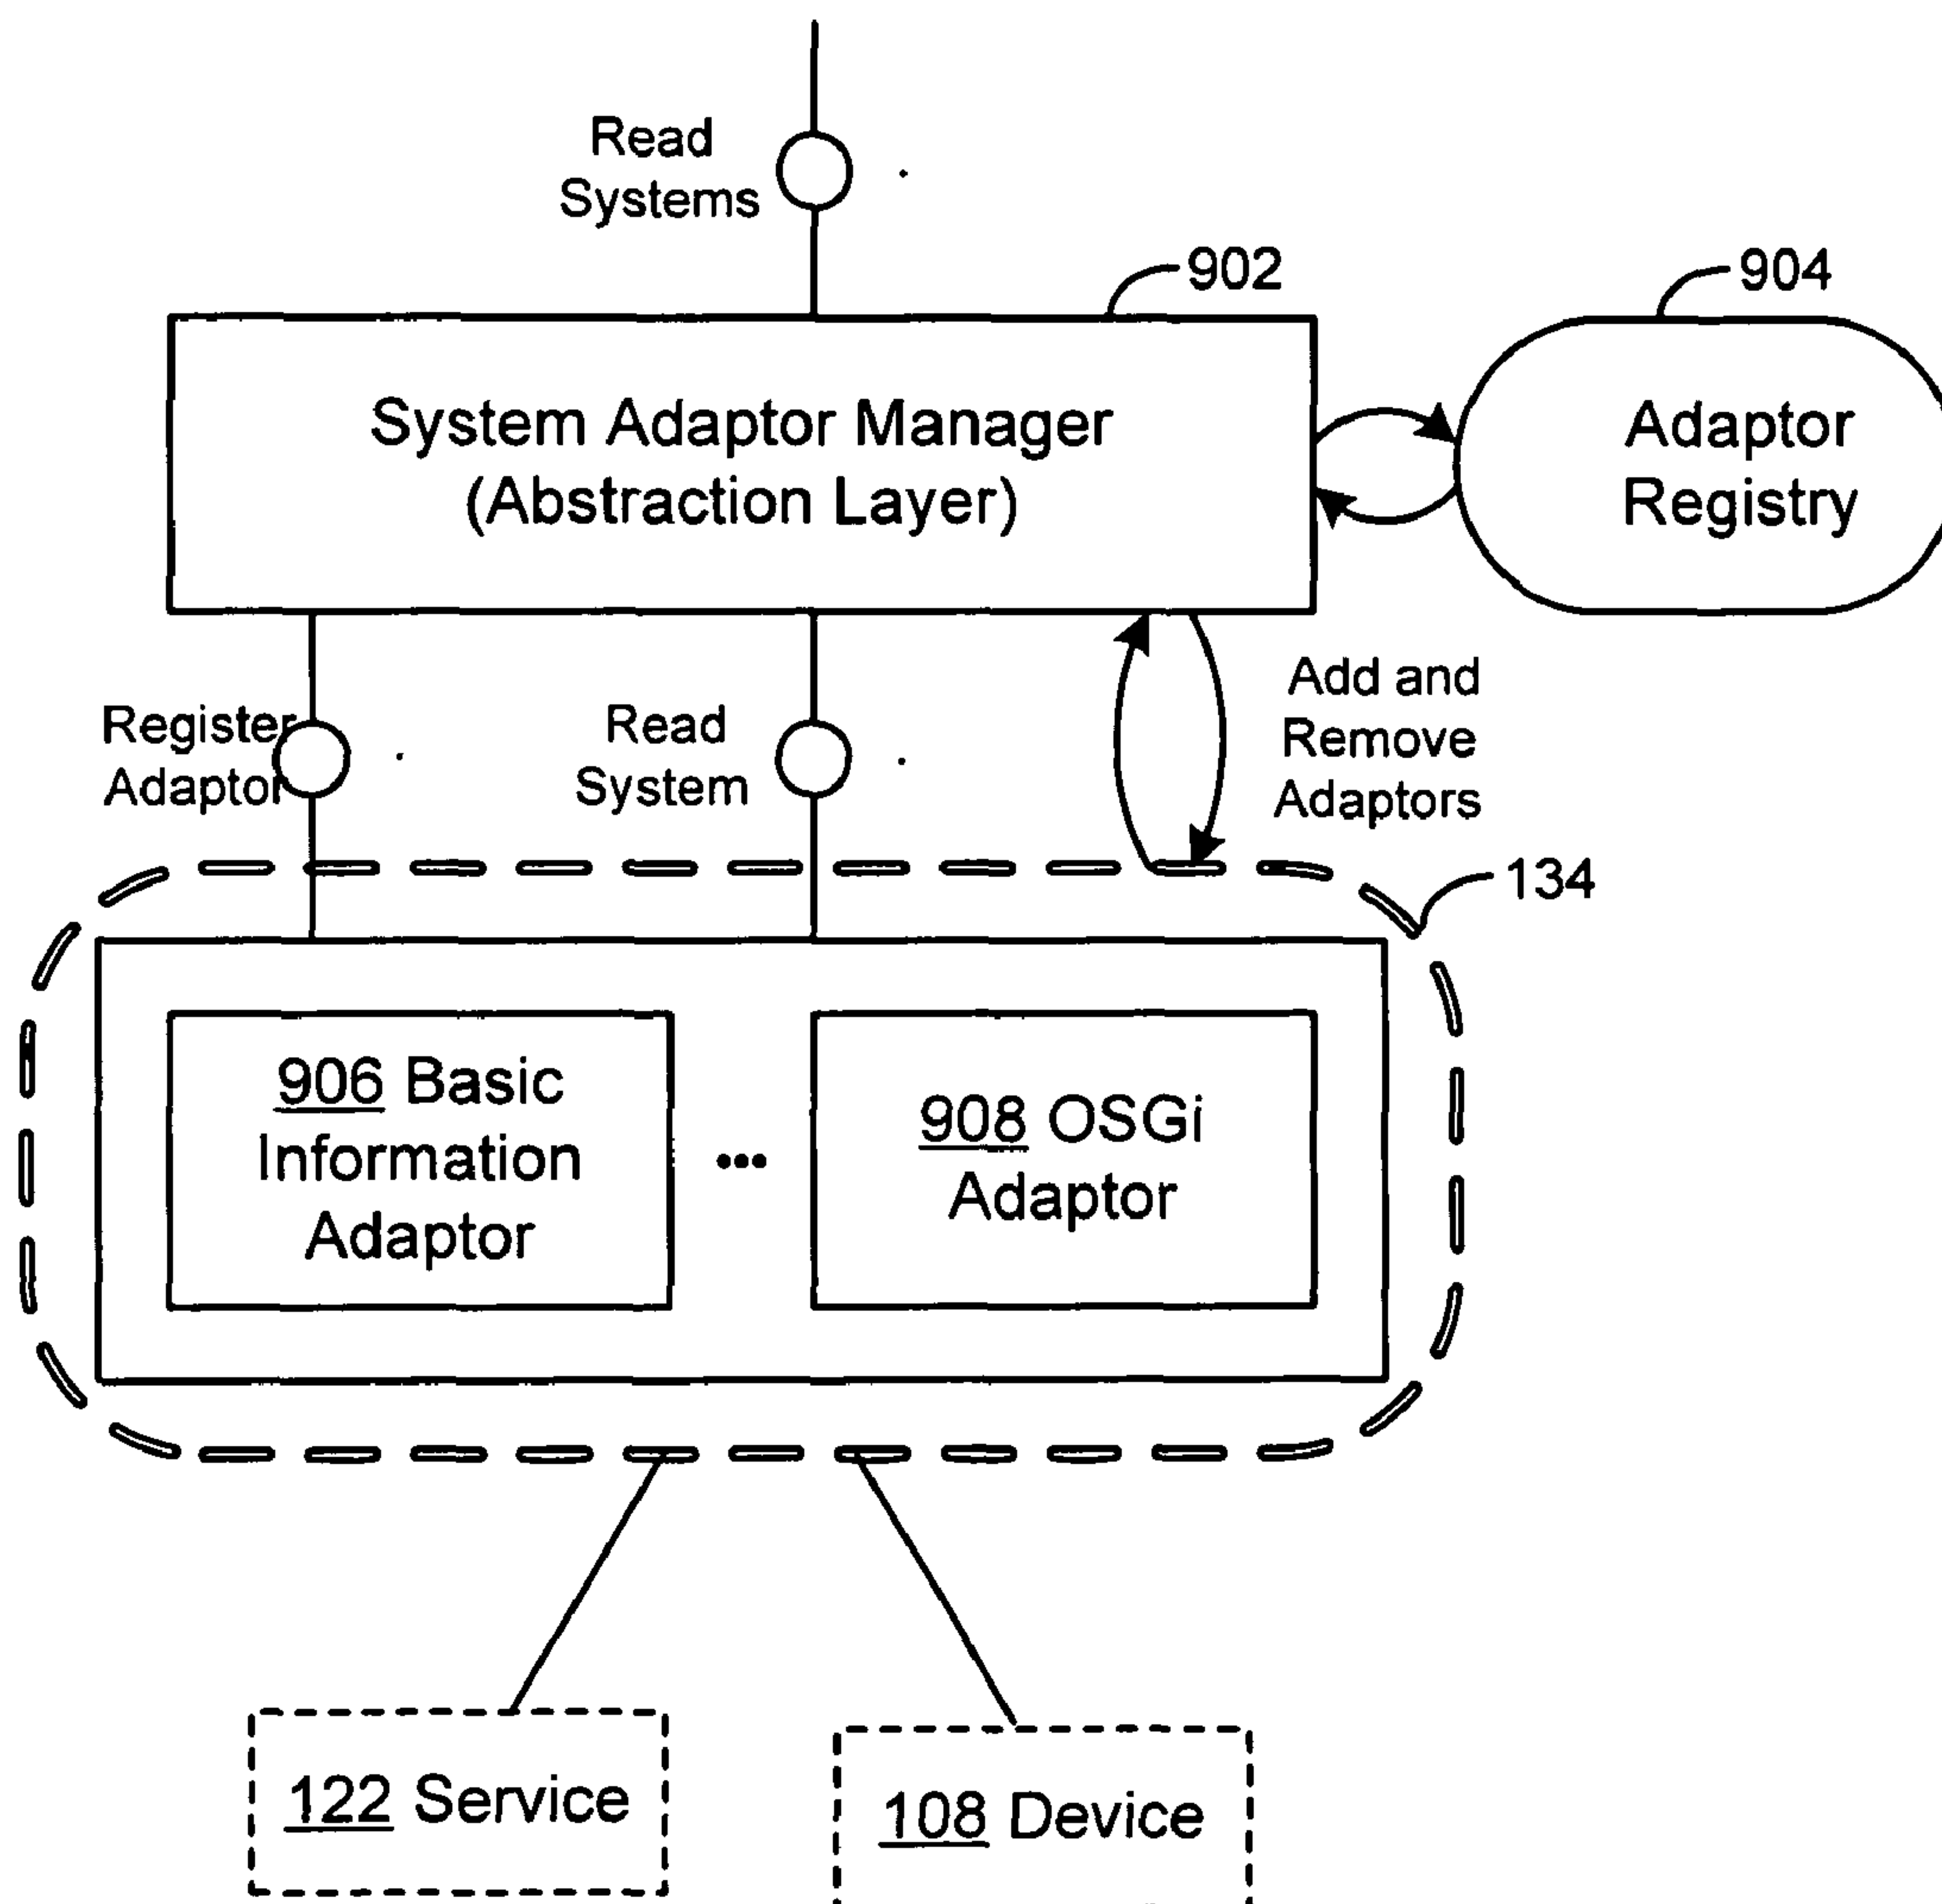 Read
Systems
902
904
System Adaptor Manager
(Abstraction Layer)
Adaptor
Registry
Register
Adaptor
Read
System
Add and
Remove
Adaptors
134
906 Basic
Information
Adaptor
...
908 OSGi
Adaptor
122 Service
108 Device